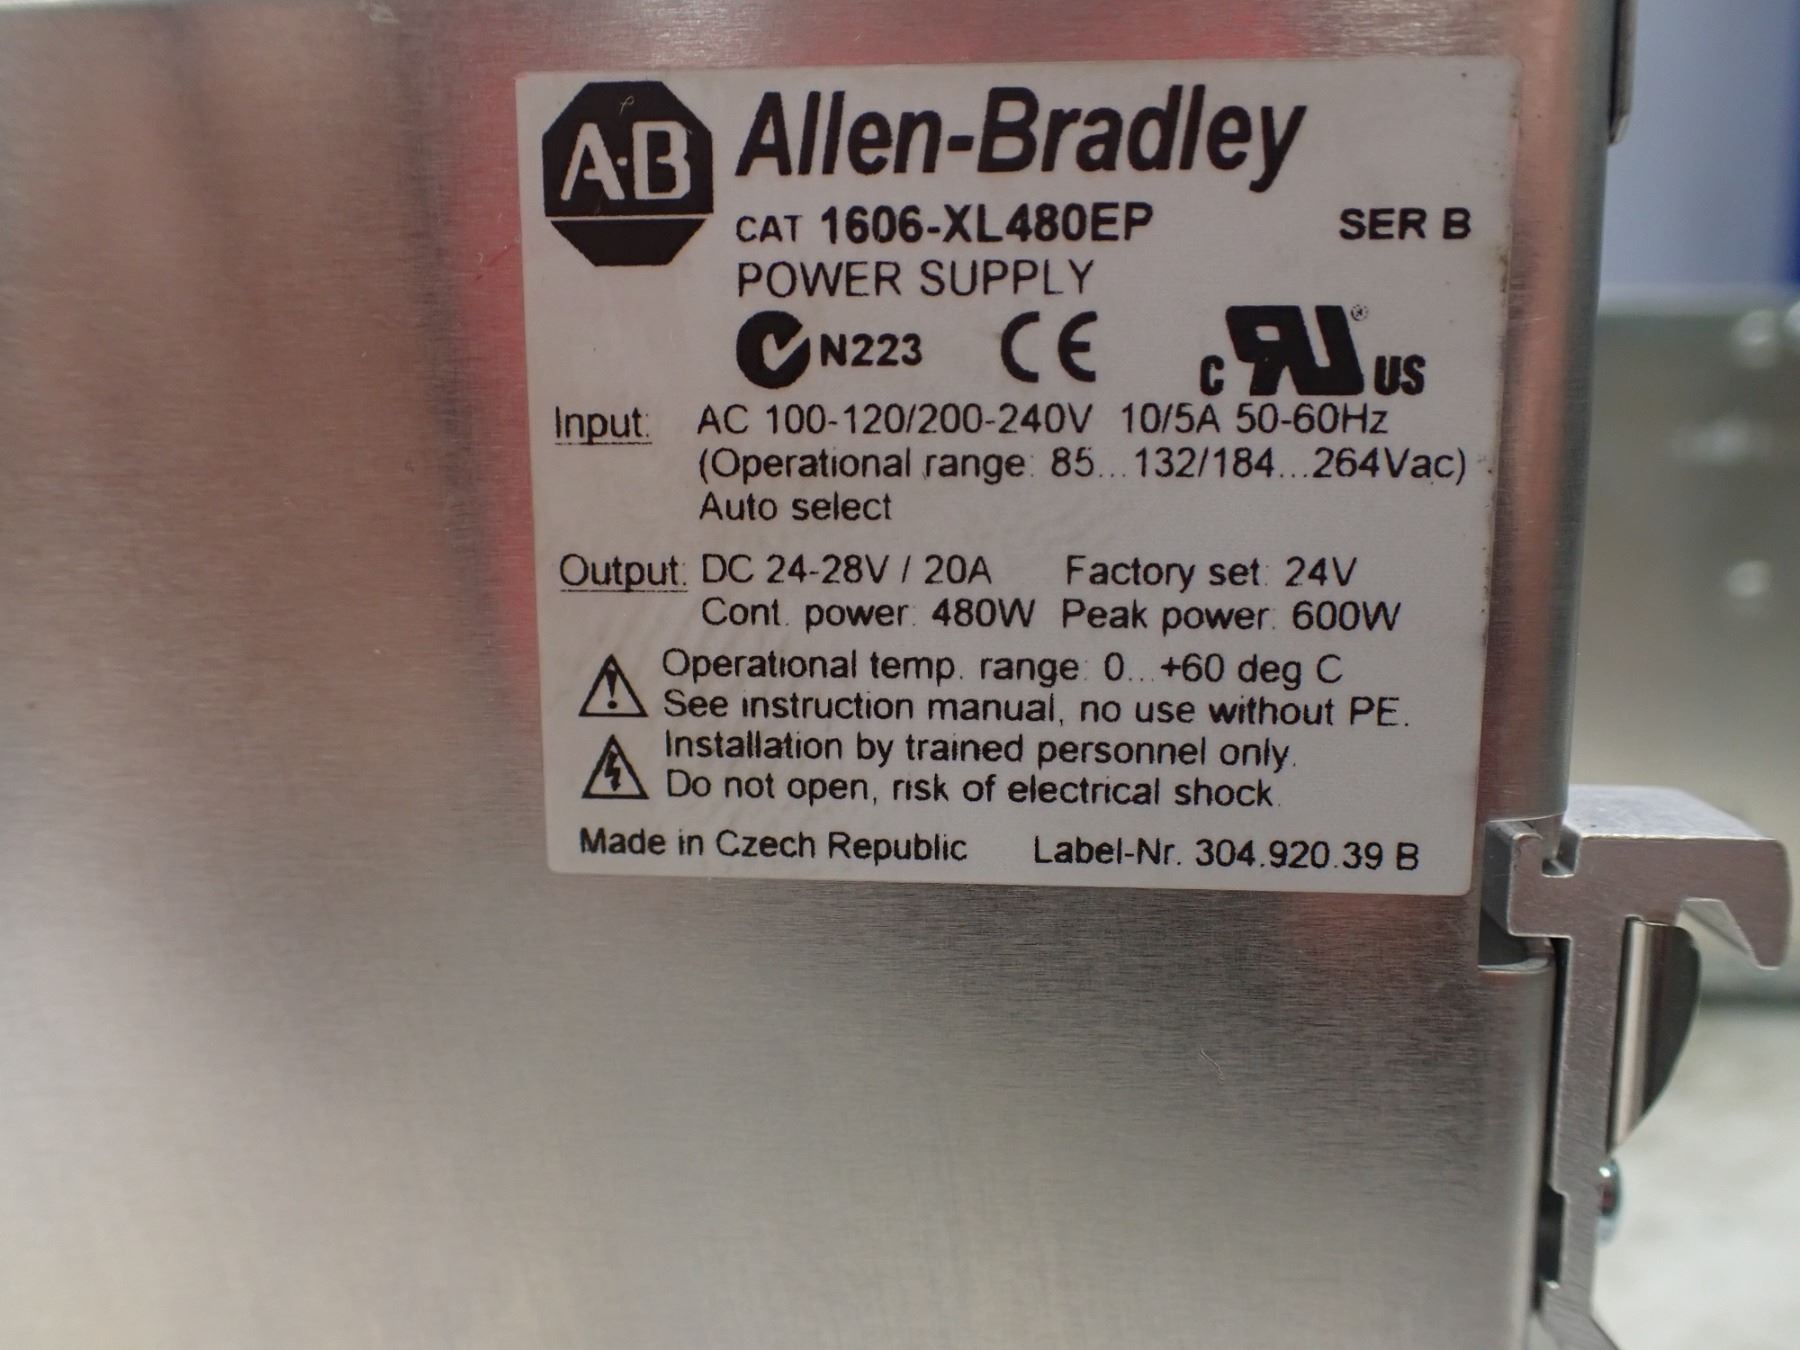 A·B Allen-Bradley
CAT 1606-XL480EP SER B
POWER SUPPLY
N223 CE c RU ® US
Input: AC 100-120/200-240V 10/5A 50-60Hz
(Operational range: 85...132/184...264Vac)
Auto select
Output: DC 24-28V / 20A Factory set: 24V
Cont. power: 480W Peak power: 600W
Operational temp. range: 0...+60 deg C
See instruction manual, no use without PE.
Installation by trained personnel only.
Do not open, risk of electrical shock.
Made in Czech Republic Label-Nr. 304.920.39 B